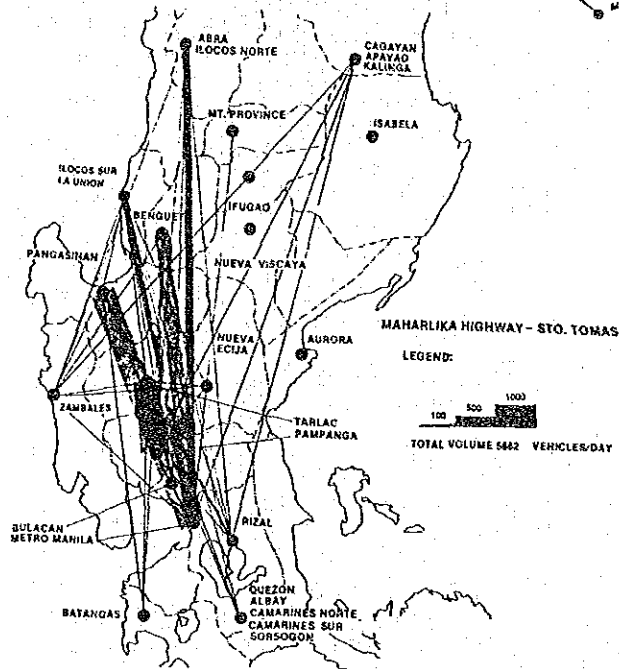 M
ABRA
ILOCOS NORTE
CAGAYAN
APAYAO
KALINGA
MT. PROVINCE
ISABELA
ILOCOS SUR
LA UNION
BENGUET
IFUGAO
PANGASINAN
NUEVA VISCAYA
NUEVA
ECIJA
AURORA
MAHARLIKA HIGHWAY - STO. TOMAS
LEGEND:
100 500 1000
TOTAL VOLUME 5662 VEHICLES/DAY
ZAMBALES
TARLAC
PAMPANGA
BULACAN
METRO MANILA
RIZAL
BATANGAS
QUEZON
ALBAY
CAMARINES NORTE
CAMARINES SUR
SORSOGON